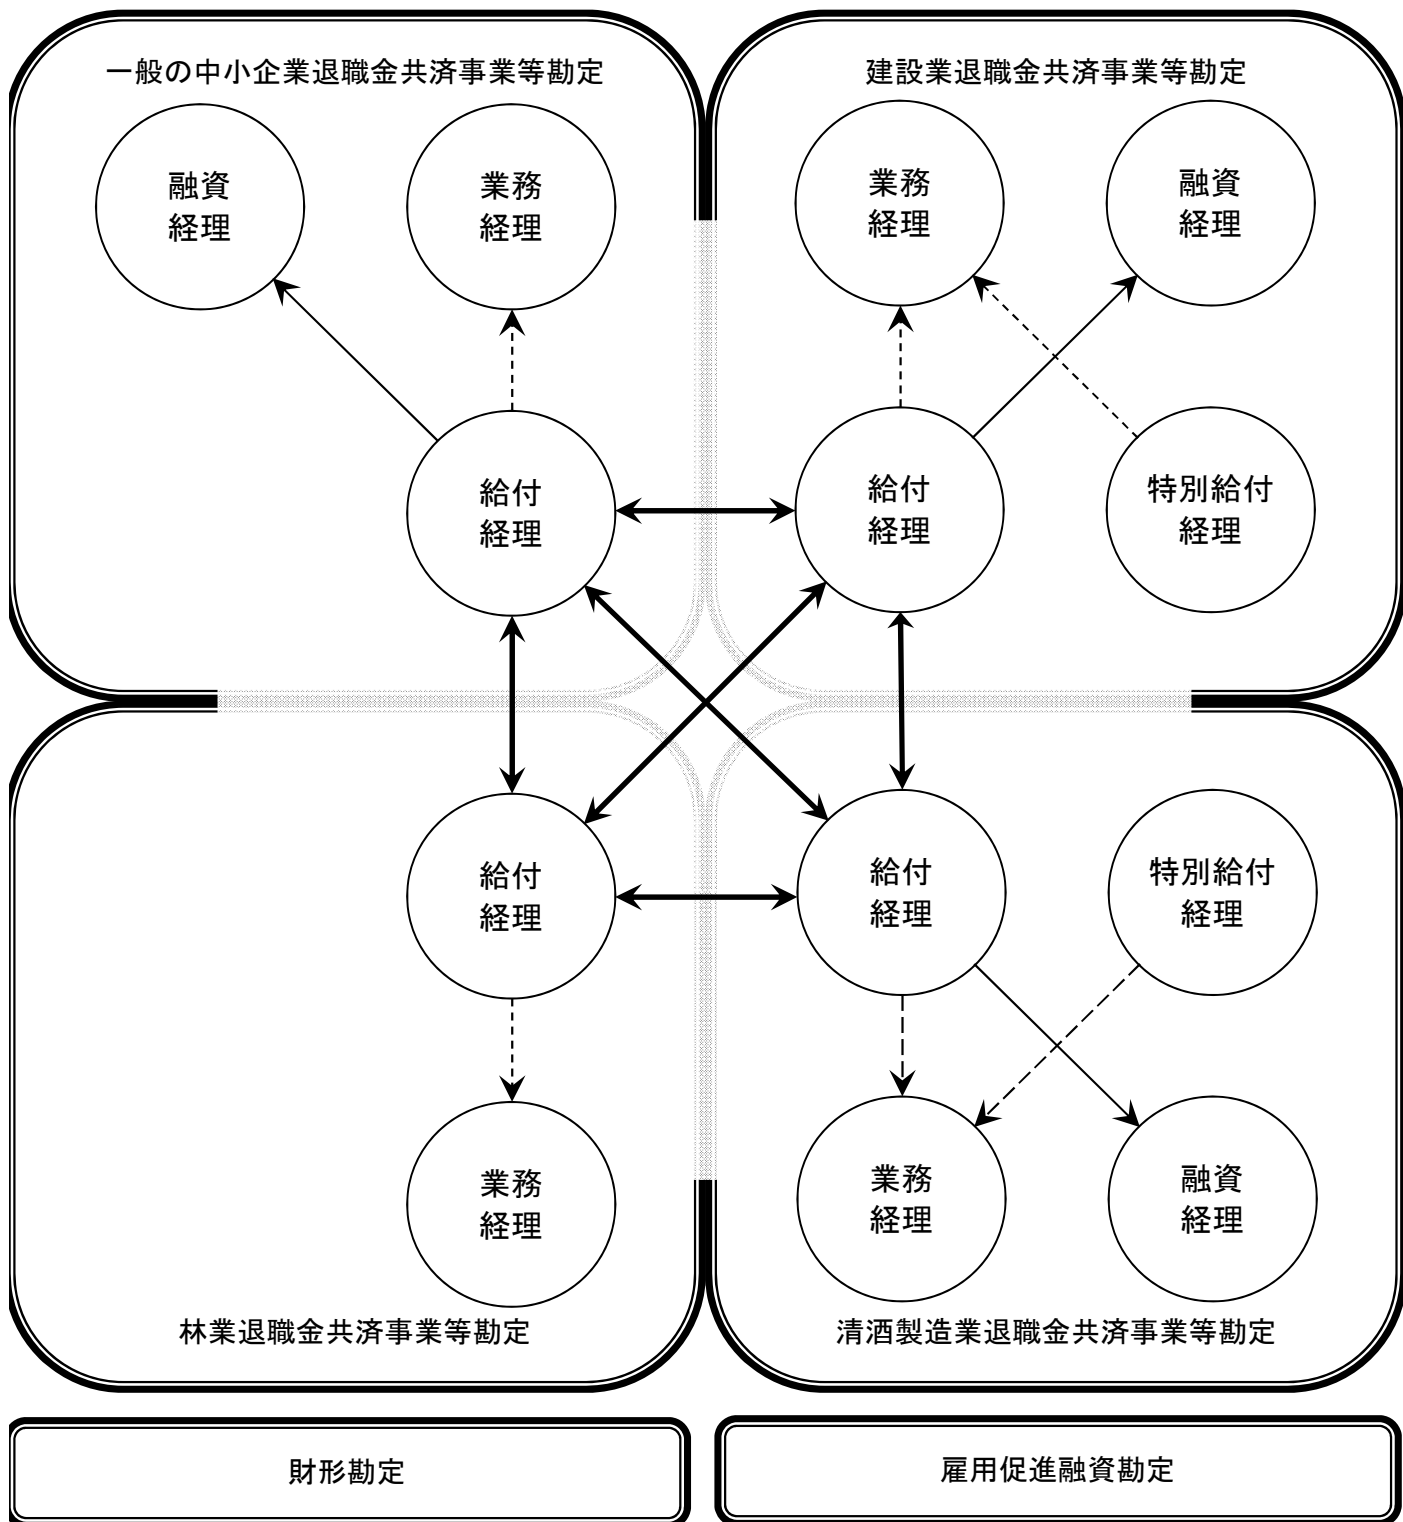 一般の中小企業退職金共済事業等勘定
融資
経理
業務
経理
給付
経理
建設業退職金共済事業等勘定
業務
経理
融資
経理
給付
経理
特別給付
経理
給付
経理
業務
経理
林業退職金共済事業等勘定
給付
経理
特別給付
経理
業務
経理
融資
経理
清酒製造業退職金共済事業等勘定
財形勘定
雇用促進融資勘定